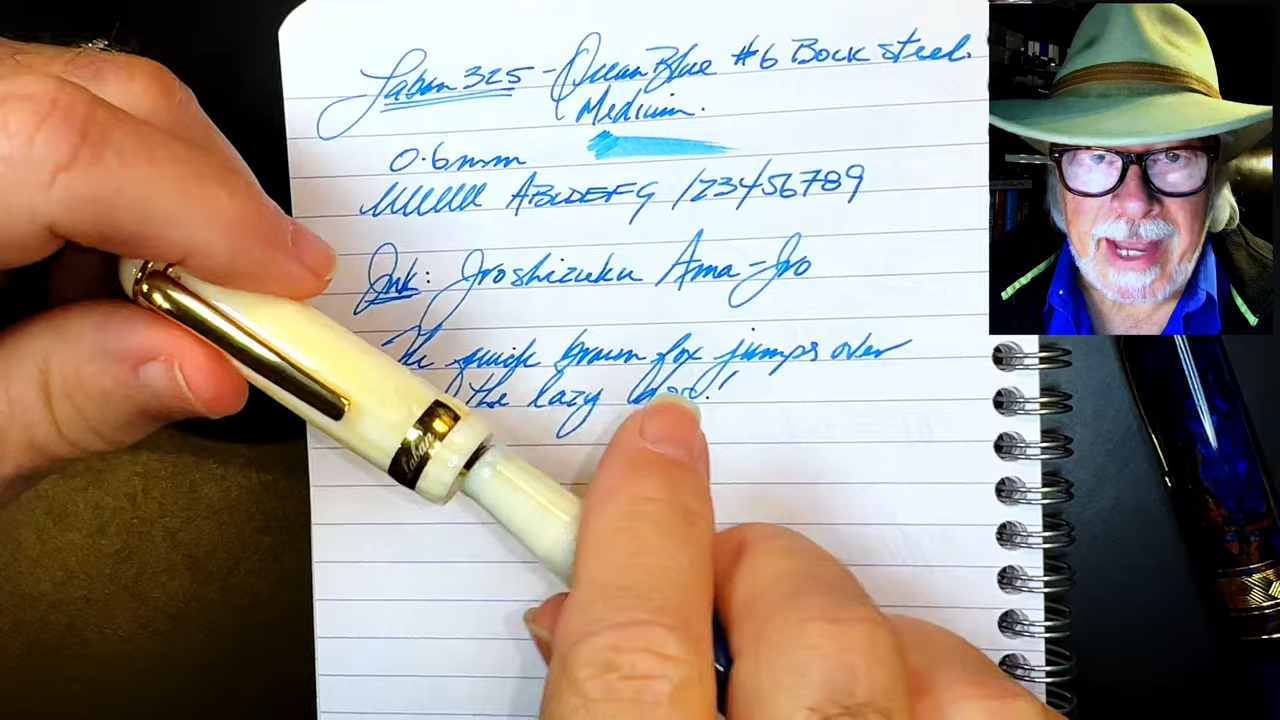 Laban 325 - Ocean Blue #6 Bock steel.
Medium.
0.6mm
ABCDEFG 123456789
Ink: Iroshizuku Ama-Iro
The quick brown fox jumps over
the lazy
Laban